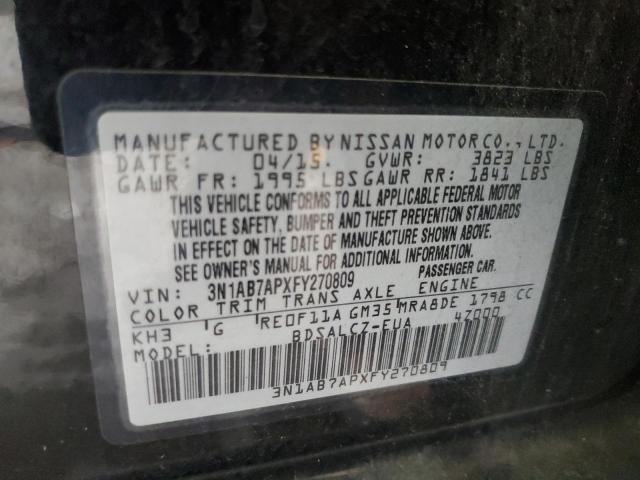 MANUFACTURED BY NISSAN MOTOR CO., LTD.
DATE: 04/15 GVWR: 3823 LBS
GAWR FR: 1995 LBS GAWR RR: 1841 LBS
THIS VEHICLE CONFORMS TO ALL APPLICABLE FEDERAL MOTOR
VEHICLE SAFETY, BUMPER AND THEFT PREVENTION STANDARDS
IN EFFECT ON THE DATE OF MANUFACTURE SHOWN ABOVE.
SEE OWNER'S MANUAL FOR ADDITIONAL INFORMATION.
VIN: 3N1AB7APXFY270809 PASSENGER CAR.
COLOR TRIM TRANS AXLE ENGINE
KH3 'G 'RE0F11A GM35'MRA8DE 1798 CC
MODEL: BDSALCZ-EUA 47000
3N1AB7APXFY270809